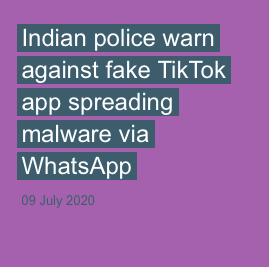 Indian police warn
against fake TikTok
app spreading
malware via
WhatsApp
09 July 2020